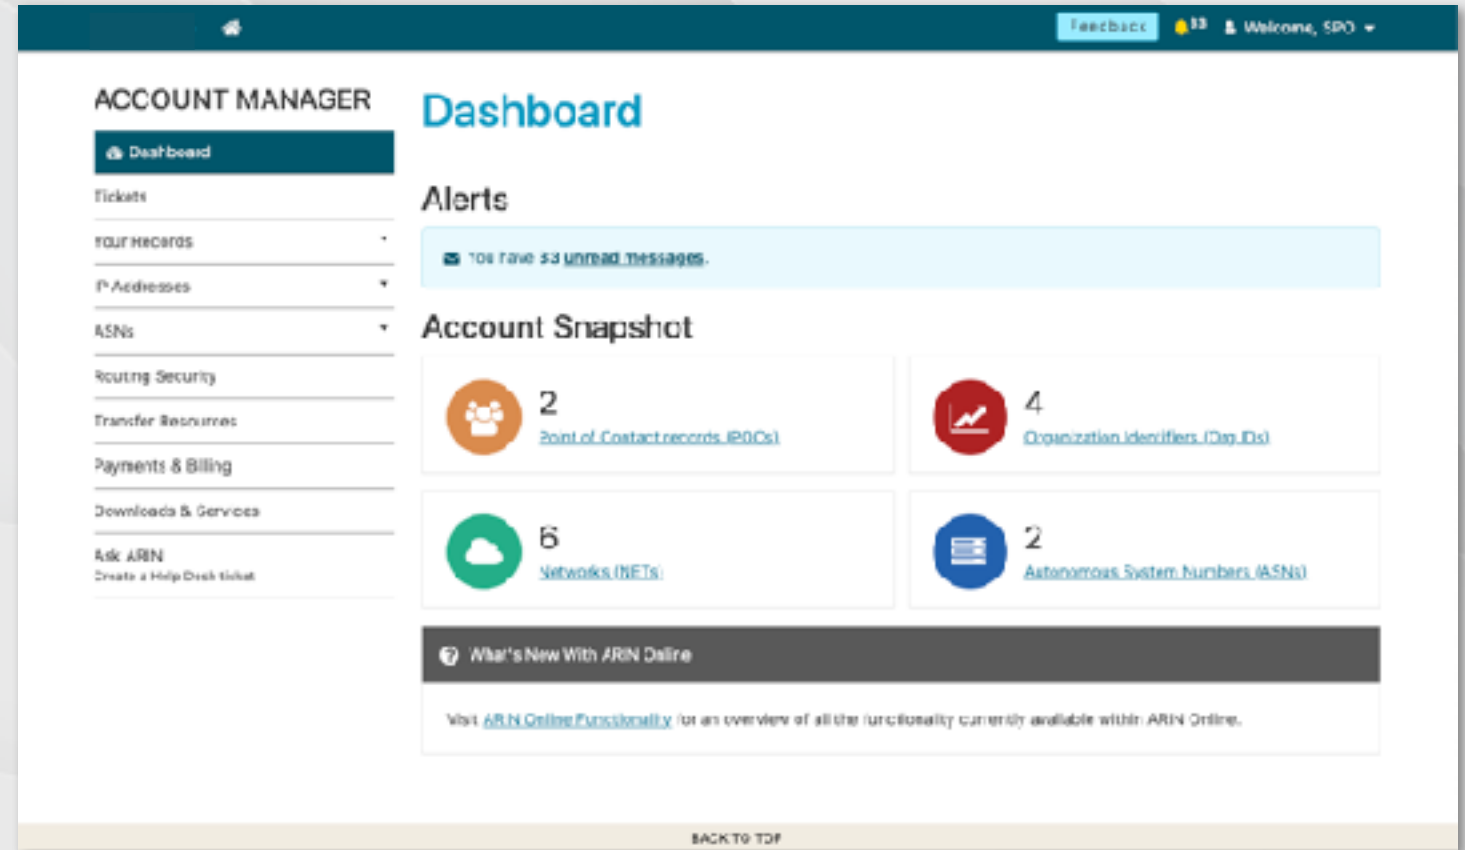 Feedback 33 Welcome, SPO
ACCOUNT MANAGER
Dashboard
Tickets
Your Records
IP Addresses
ASNs
Routing Security
Transfer Resources
Payments & Billing
Downloads & Services
Ask ARIN
Create a Help Desk ticket
Dashboard
Alerts
You have 33 unread messages.
Account Snapshot
2
Point of Contact records (POCs)
4
Organization Identifiers (Org IDs)
6
Networks (NETs)
2
Autonomous System Numbers (ASNs)
What's New With ARIN Online
Visit ARIN Online Functionality for an overview of all the functionality currently available within ARIN Online.
BACK TO TOP